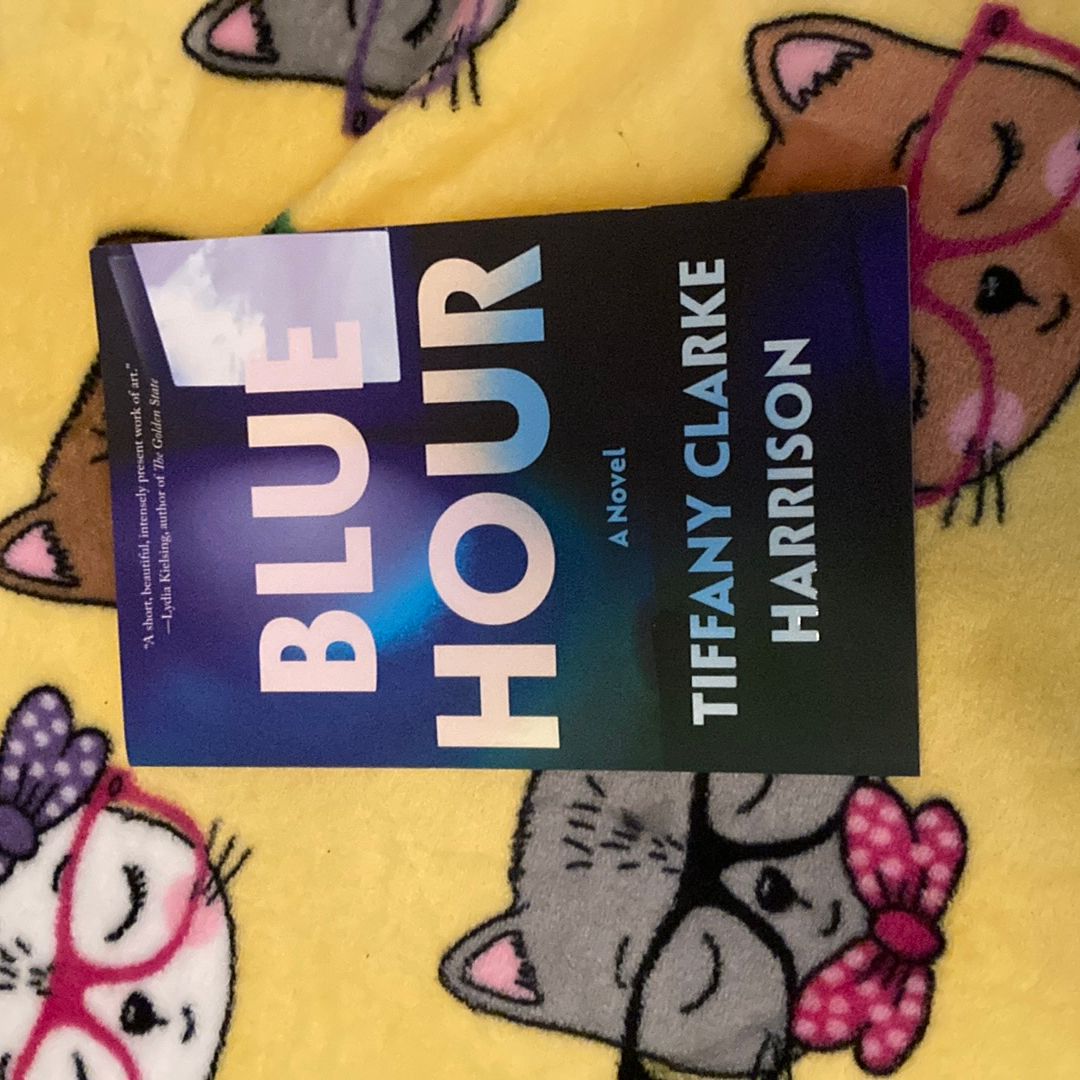 "A short, beautiful, intensely present work of art."
—Lydia Kielsing, author of The Golden State
BLUE
HOUR
A Novel
TIFFANY CLARKE
HARRISON